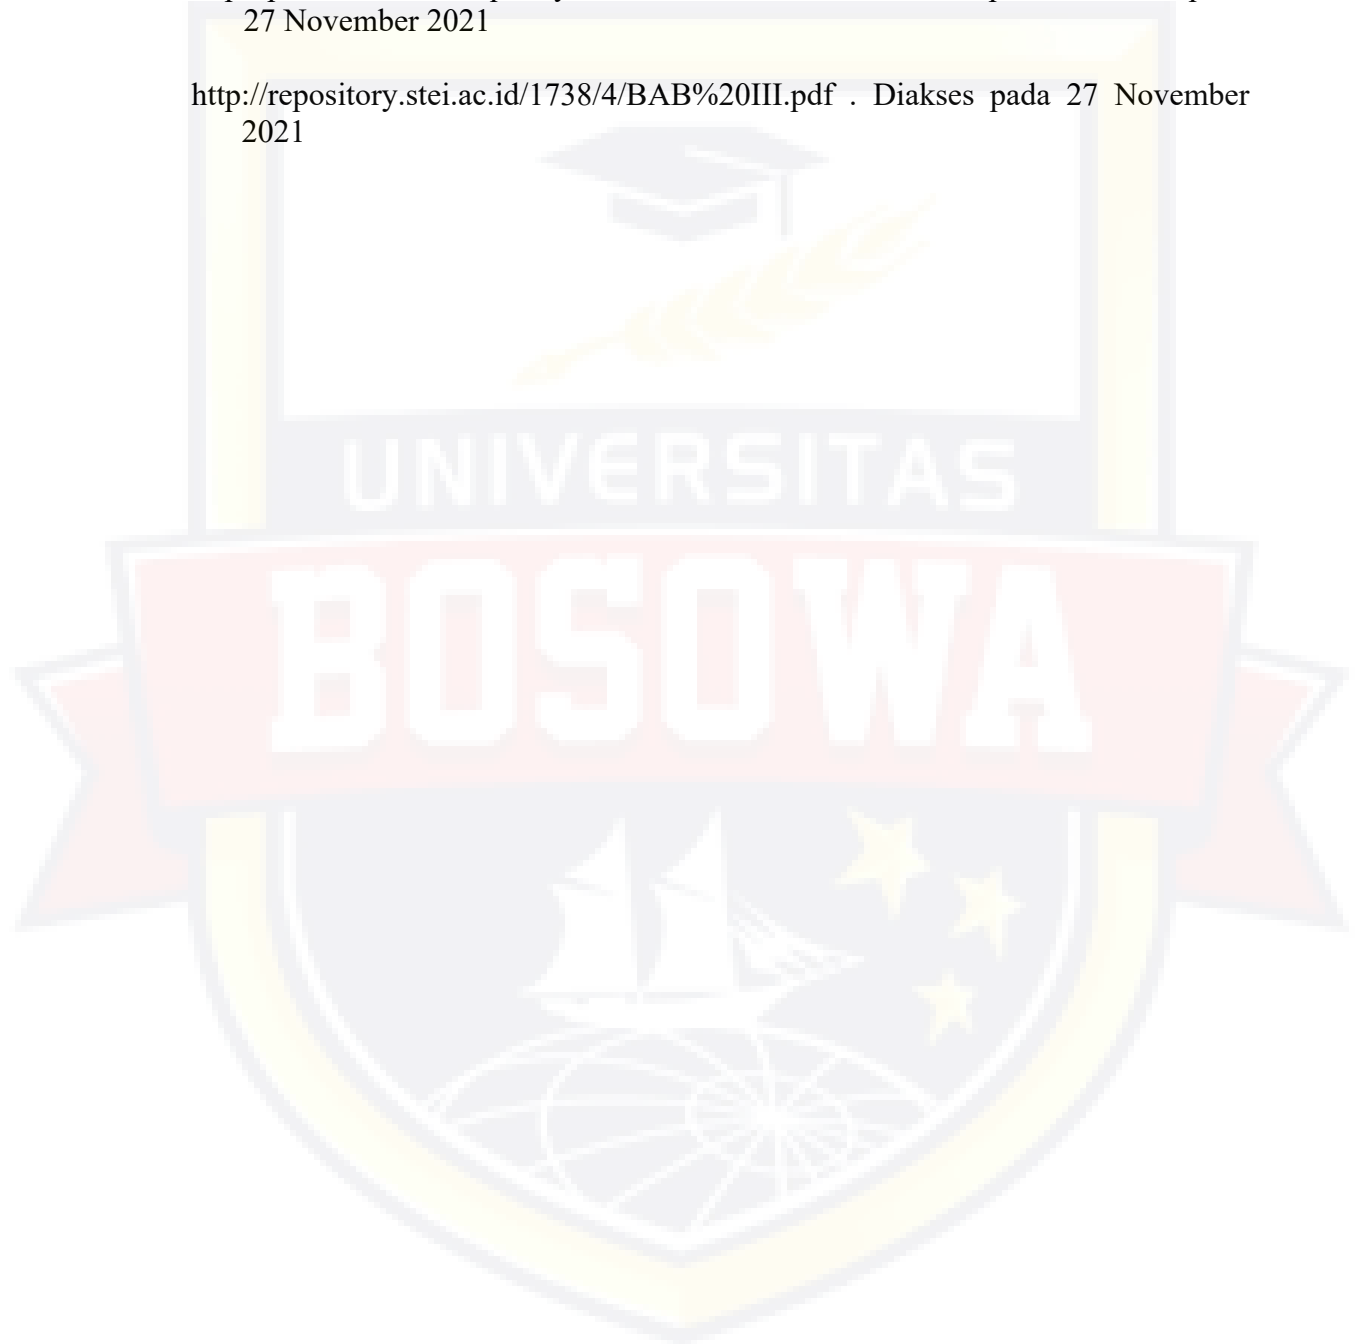 27 November 2021
http://repository.stei.ac.id/1738/4/BAB%20III.pdf . Diakses pada 27 November
2021
UNIVERSITAS
BOSOWA